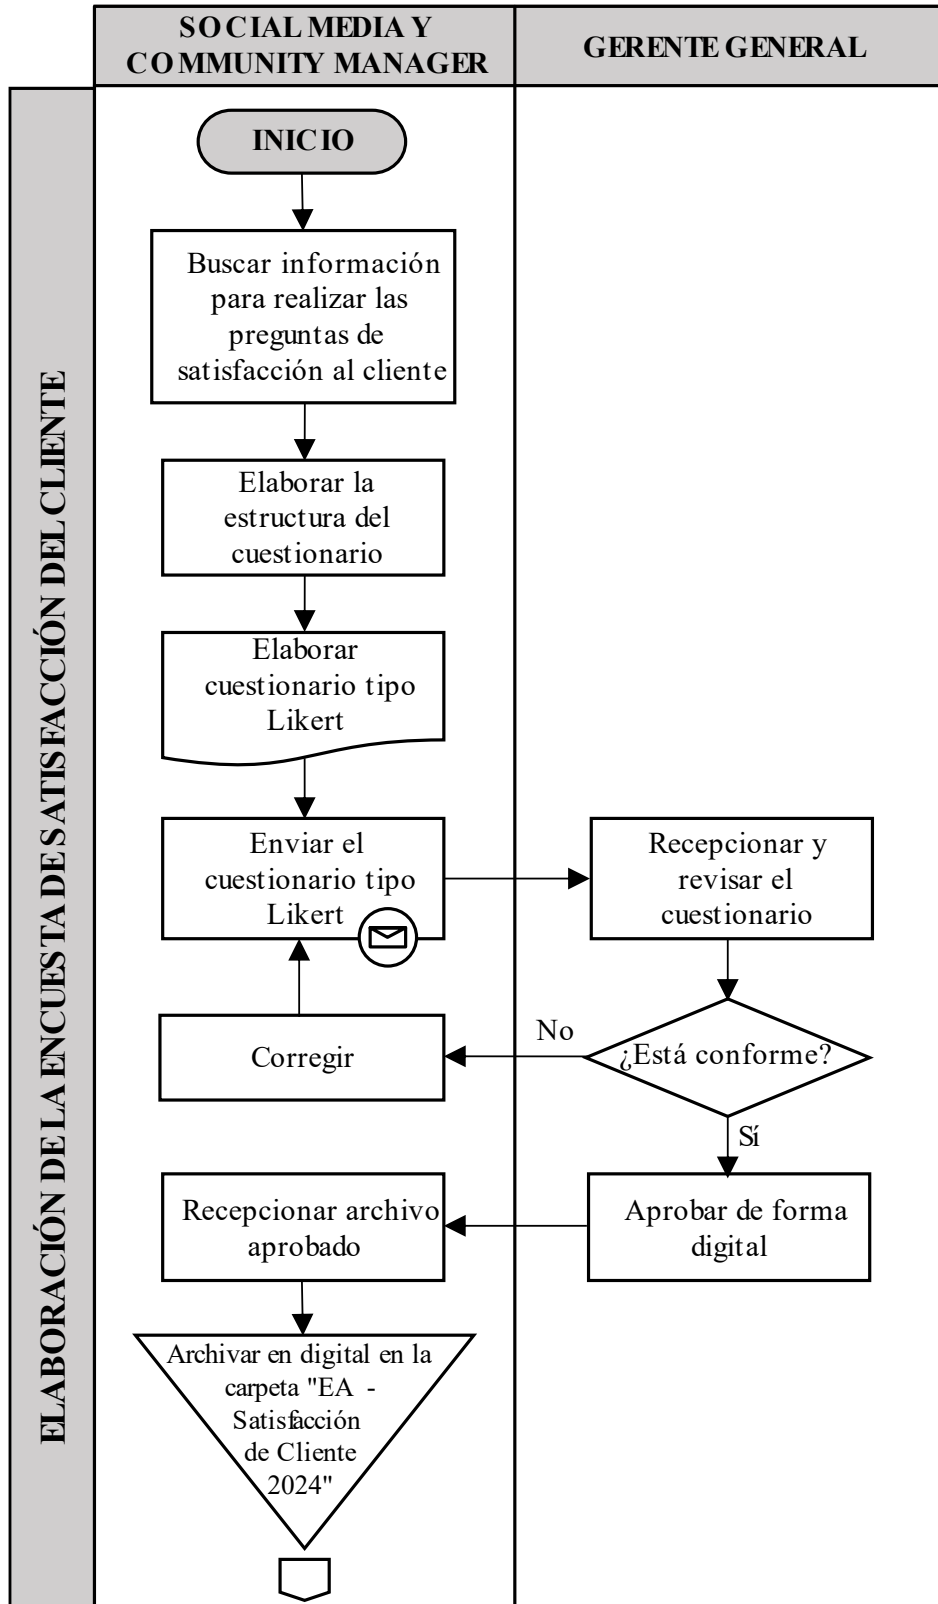 SOCIAL MEDIA Y
COMMUNITY MANAGER
GERENTE GENERAL
ELABORACIÓN DE LA ENCUESTA DE SATISFACCIÓN DEL CLIENTE
INICIO
Buscar información
para realizar las
preguntas de
satisfacción al cliente
Elaborar la
estructura del
cuestionario
Elaborar
cuestionario tipo
Likert
Enviar el
cuestionario tipo
Likert
Recepcionar y
revisar el
cuestionario
¿Está conforme?
No
Corregir
Sí
Aprobar de forma
digital
Recepcionar archivo
aprobado
Archivar en digital en la
carpeta "EA -
Satisfacción
de Cliente
2024"